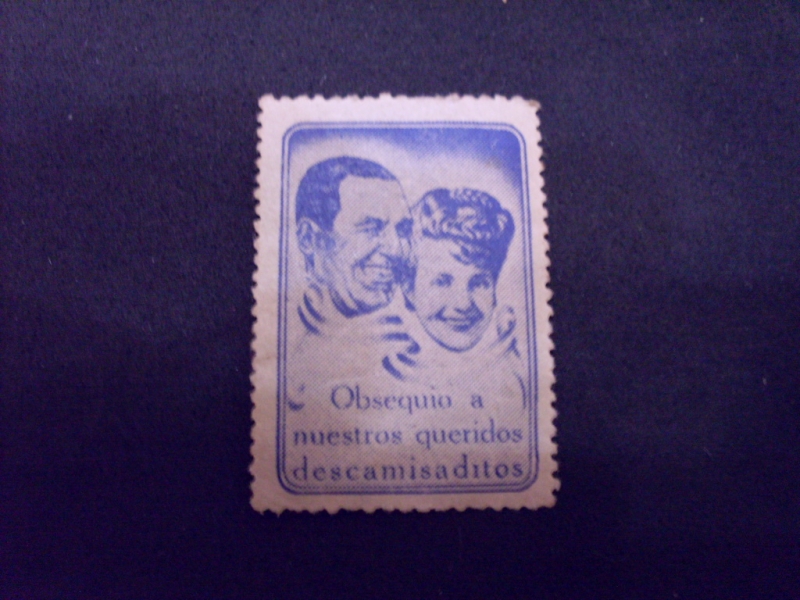 Obsequio a
nuestros queridos
descamisaditos